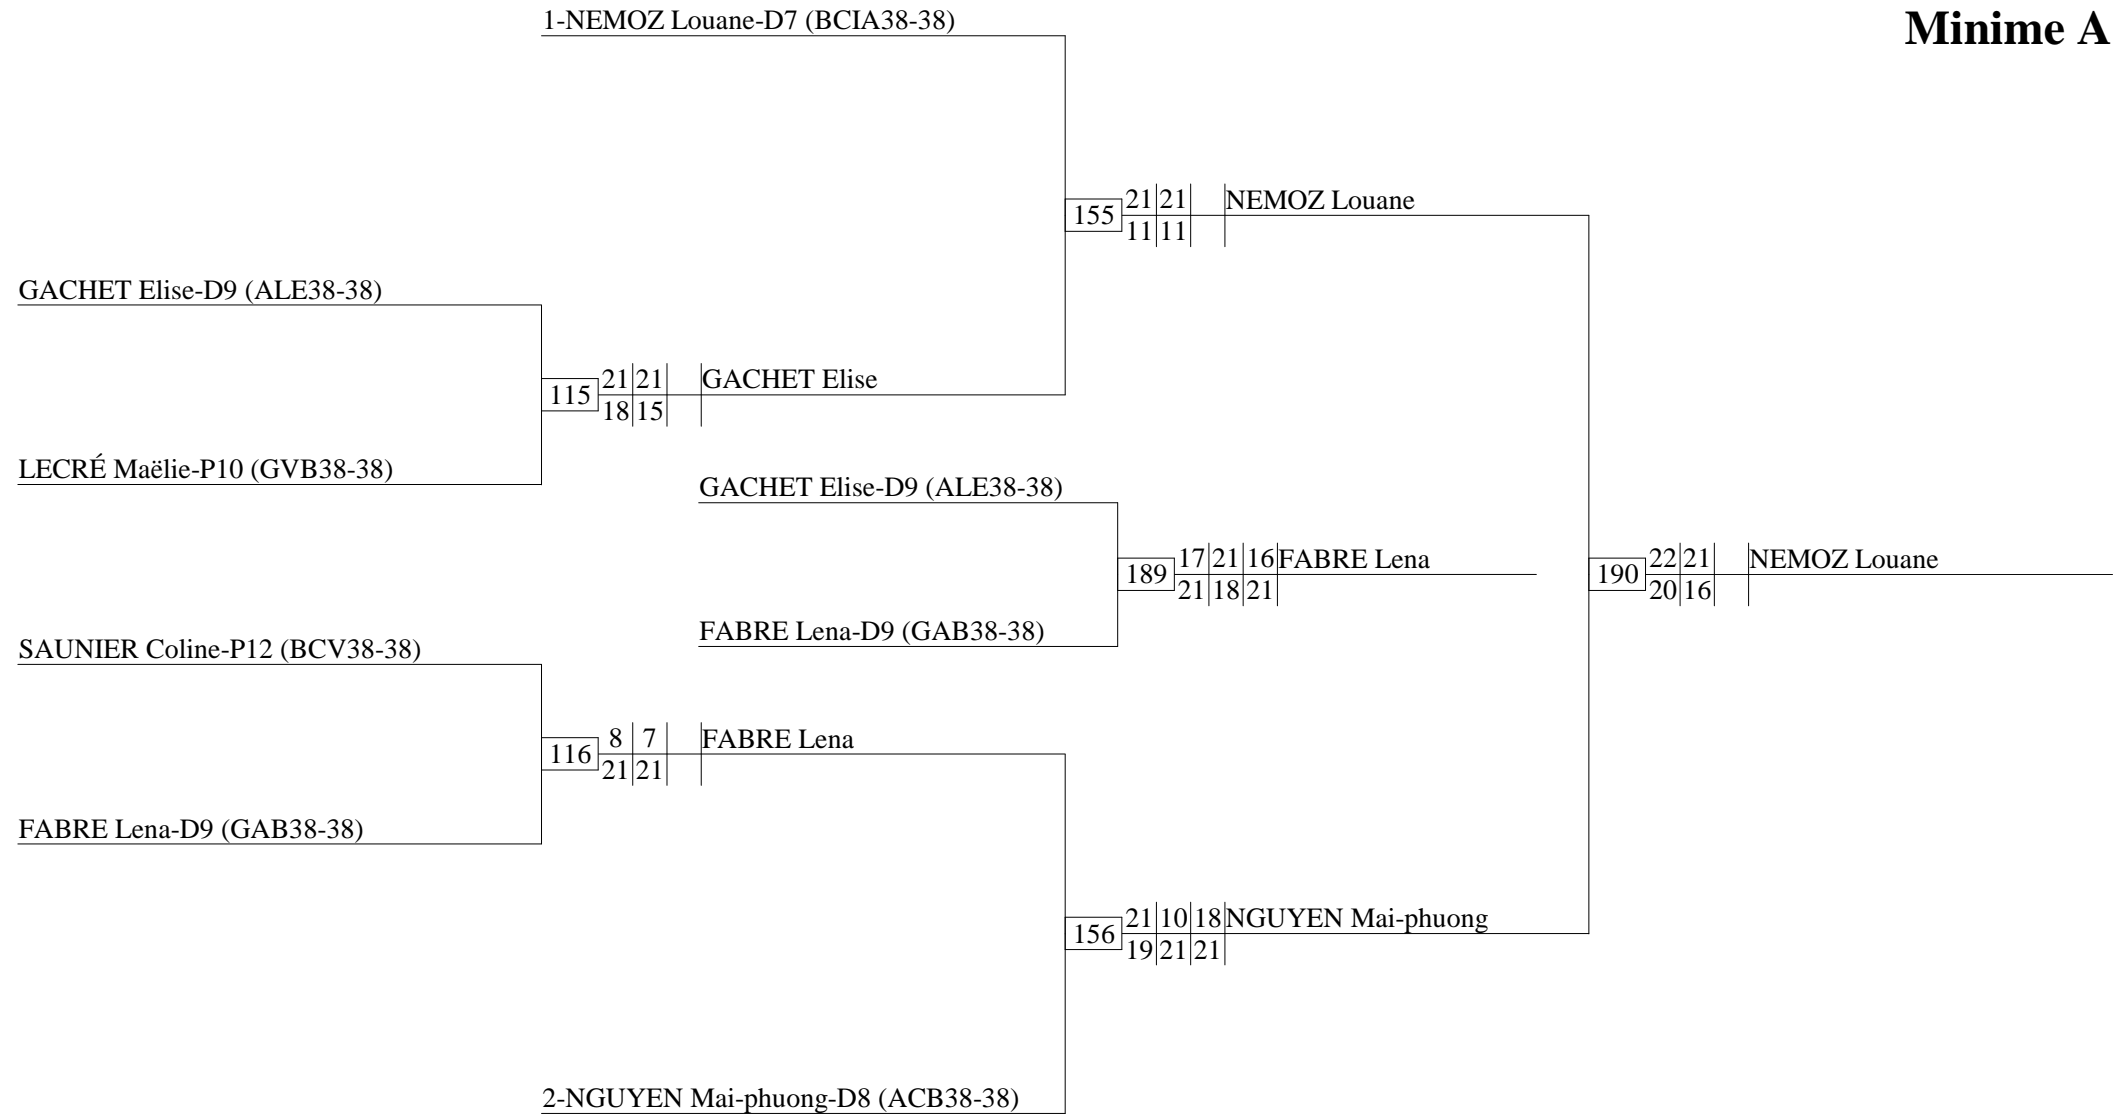 1-NEMOZ Louane-D7 (BCIA38-38)
Minime A
155 21 21 NEMOZ Louane
11 11
GACHET Elise-D9 (ALE38-38)
115 21 21 GACHET Elise
18 15
LECRÉ Maëlie-P10 (GVB38-38)
GACHET Elise-D9 (ALE38-38)
189 17 21 16 FABRE Lena
21 18 21
190 22 21 NEMOZ Louane
20 16
FABRE Lena-D9 (GAB38-38)
SAUNIER Coline-P12 (BCV38-38)
116 8 7 FABRE Lena
21 21
FABRE Lena-D9 (GAB38-38)
156 21 10 18 NGUYEN Mai-phuong
19 21 21
2-NGUYEN Mai-phuong-D8 (ACB38-38)